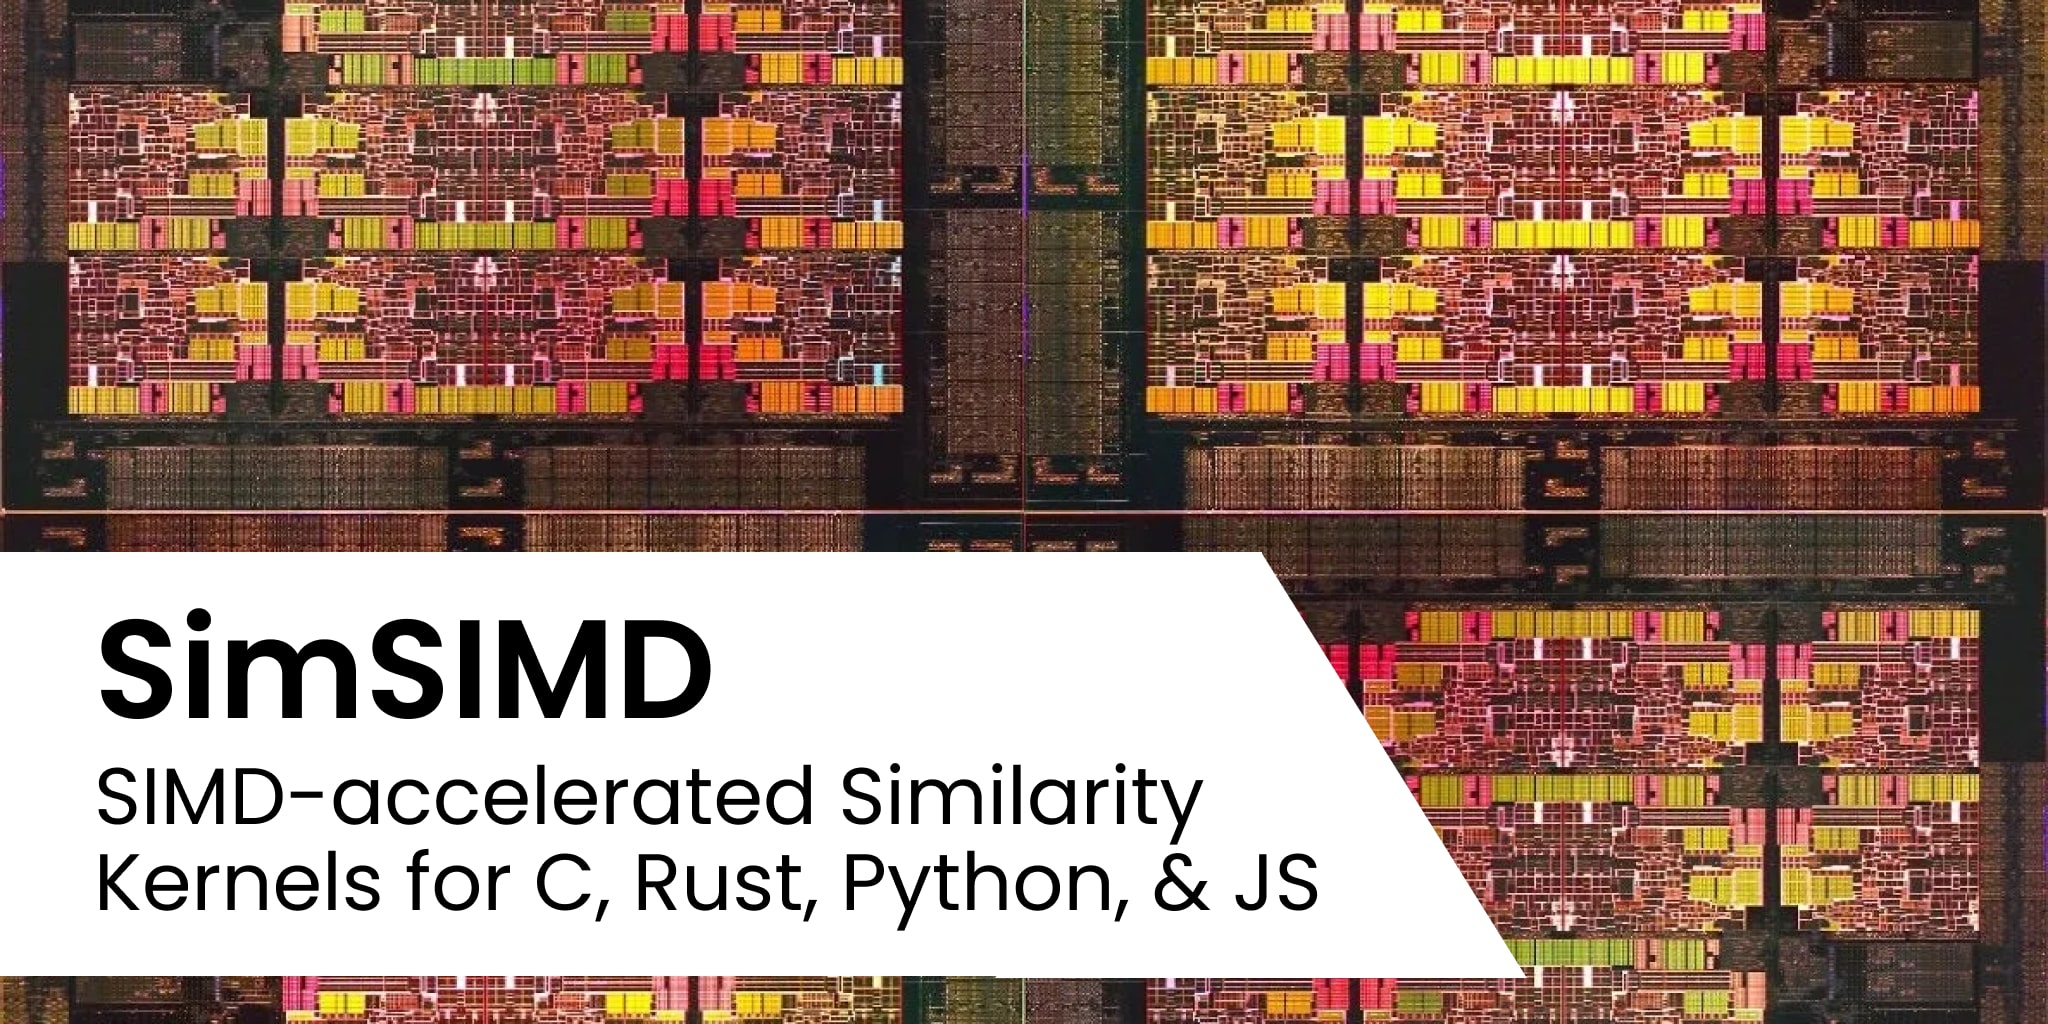 SimSIMD
SIMD-accelerated Similarity
Kernels for C, Rust, Python, & JS